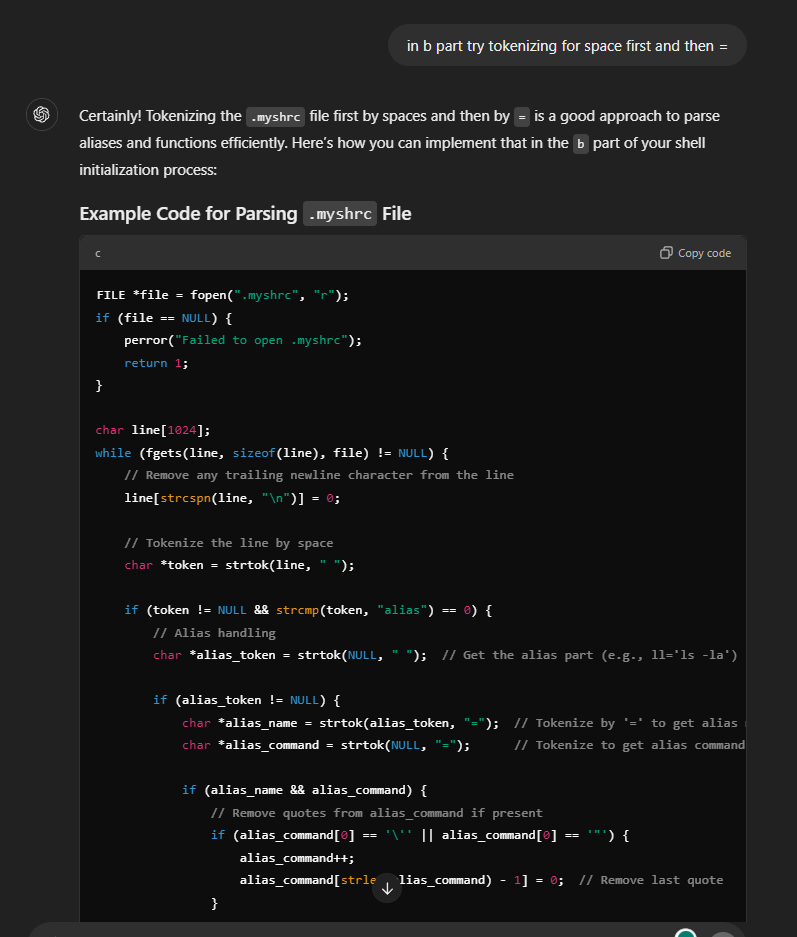 in b part try tokenizing for space first and then =
Certainly! Tokenizing the .myshrc file first by spaces and then by = is a good approach to parse
aliases and functions efficiently. Here's how you can implement that in the b part of your shell
initialization process:
Example Code for Parsing .myshrc File
c Copy code
FILE *file = fopen(".myshrc", "r");
if (file == NULL) {
    perror("Failed to open .myshrc");
    return 1;
}
char line[1024];
while (fgets(line, sizeof(line), file) != NULL) {
    // Remove any trailing newline character from the line
    line[strcspn(line, "\n")] = 0;
    // Tokenize the line by space
    char *token = strtok(line, " ");
    if (token != NULL && strcmp(token, "alias") == 0) {
        // Alias handling
        char *alias_token = strtok(NULL, " ");  // Get the alias part (e.g., ll='ls -la')
        if (alias_token != NULL) {
            char *alias_name = strtok(alias_token, "=");  // Tokenize by '=' to get alias
            char *alias_command = strtok(NULL, "=");      // Tokenize to get alias command
            if (alias_name && alias_command) {
                // Remove quotes from alias_command if present
                if (alias_command[0] == '\'' || alias_command[0] == '"') {
                    alias_command++;
                    alias_command[strle lias_command) - 1] = 0;  // Remove last quote
                }